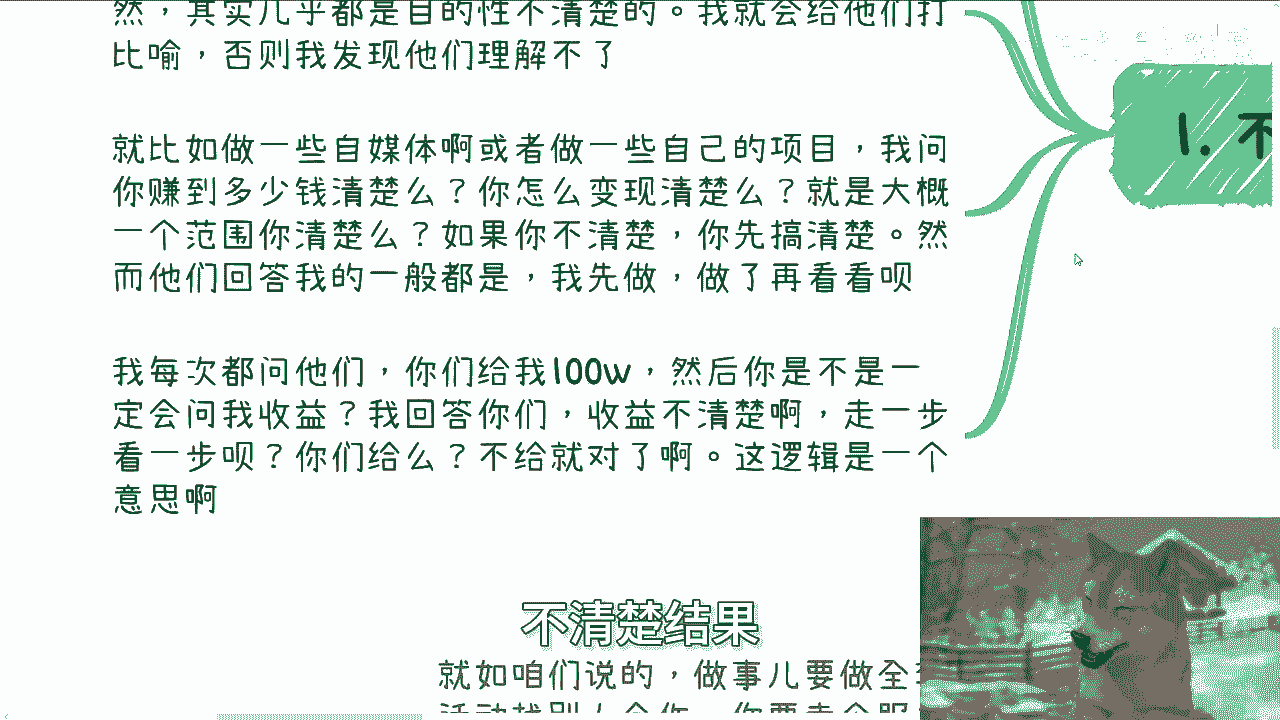 然，其实几乎都是目的性不清楚的。我就会给他们打
比喻，否则我发现他们理解不了
就比如做一些自媒体啊或者做一些自己的项目，我问
你赚到多少钱清楚么？你怎么变现清楚么？就是大概
一个范围你清楚么？如果你不清楚，你先搞清楚。然
而他们回答我的一般都是，我先做，做了再看看呗
我每次都问他们，你们给我100w，然后你是不是一
定会问我收益？我回答你们，收益不清楚啊，走一步
看一步呗？你们给么？不给就对了啊。这逻辑是一个
意思啊
1. 不
不清楚结果
就如咱们说的，做事儿要做全